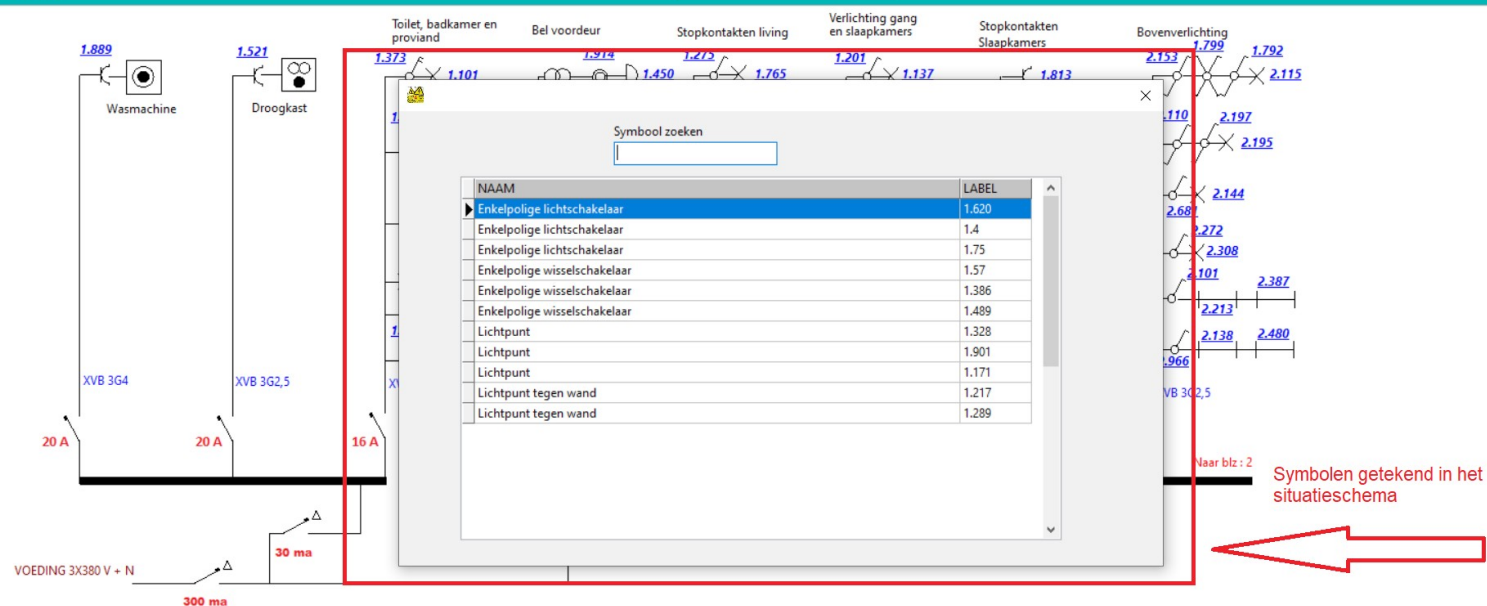 Toilet, badkamer en
proviand
Bel voordeur
Stopkontakten living
Verlichting gang
en slaapkamers
Stopkontakten
Slaapkamers
Bovenverlichting
1.889
1.521
1.373
1.101
1.914
1.450
1.275
1.765
1.201
1.137
1.813
2.153
1.799
1.792
2.115
Wasmachine
Droogkast
Symbool zoeken
2.197
2.195
NAAM LABEL
Enkelpolige lichtschakelaar 1.620
Enkelpolige lichtschakelaar 1.4
Enkelpolige lichtschakelaar 1.75
Enkelpolige wisselschakelaar 1.57
Enkelpolige wisselschakelaar 1.386
Enkelpolige wisselschakelaar 1.489
Lichtpunt 1.328
Lichtpunt 1.901
Lichtpunt 1.171
Lichtpunt tegen wand 1.217
Lichtpunt tegen wand 1.289
2.144
2.272
2.308
2.387
2.213
2.138
2.480
XVB 3G4
XVB 3G2,5
20 A
20 A
16 A
Naar blz : 2
Symbolen getekend in het
situatieschema
30 ma
VOEDING 3X380 V + N
300 ma